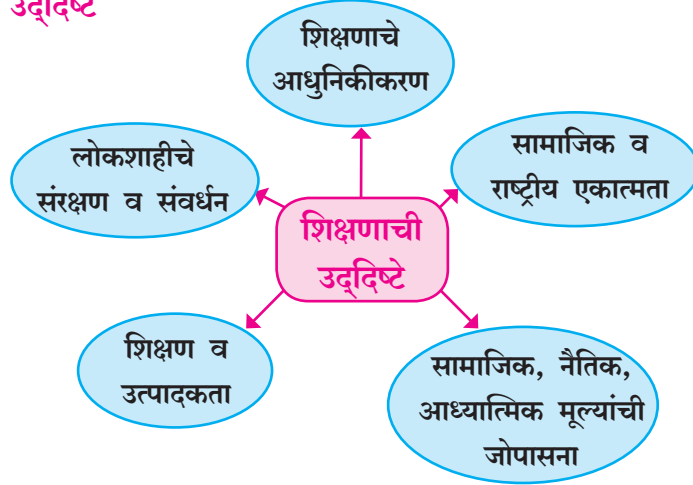 उद्‌दिष्टे
शिक्षणाचे
आधुनिकीकरण
लोकशाहीचे
संरक्षण व संवर्धन
सामाजिक व
राष्ट्रीय एकात्मता
शिक्षणाची
उद्‌दिष्टे
शिक्षण व
उत्पादकता
सामाजिक, नैतिक,
आध्यात्मिक मूल्यांची
जोपासना